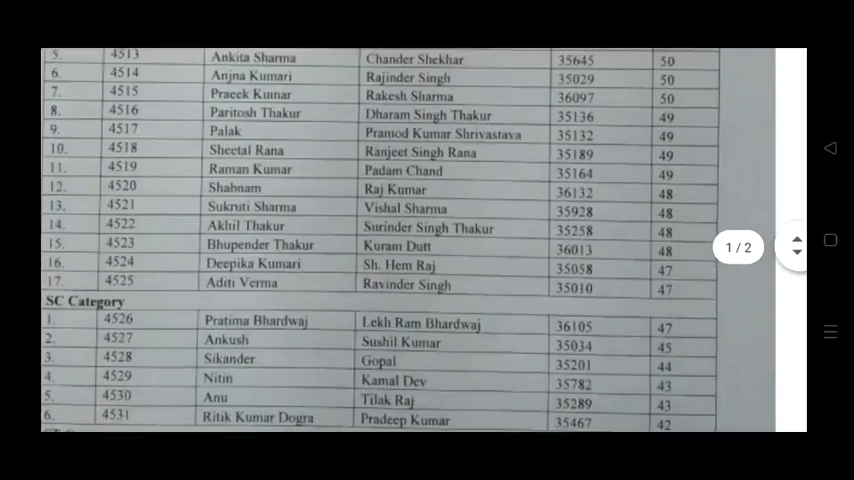 5. 4513 Ankita Sharma Chander Shekhar 35645 50
6. 4514 Anjna Kumari Rajinder Singh 35029 50
7. 4515 Pracek Kumar Rakesh Sharma 36097 50
8. 4516 Paritosh Thakur Dharam Singh Thakur 35136 49
9. 4517 Palak Pramod Kumar Shrivastava 35132 49
10. 4518 Sheetal Rana Ranjeet Singh Rana 35189 49
11. 4519 Raman Kumar Padam Chand 35164 49
12. 4520 Shabnam Raj Kumar 36132 48
13. 4521 Sukruti Sharma Vishal Sharma 35928 48
14. 4522 Akhil Thakur Surinder Singh Thakur 35258 48
15. 4523 Bhupender Thakur Kuram Dutt 36013 48
16. 4524 Deepika Kumari Sh. Hem Raj 35058 47
17. 4525 Aditi Verma Ravinder Singh 35010 47
SC Category
1. 4526 Pratima Bhardwaj Lekh Ram Bhardwaj 36105 47
2. 4527 Ankush Sushil Kumar 35034 45
3. 4528 Sikander Gopal 35201 44
4. 4529 Nitin Kamal Dev 35782 43
5. 4530 Anu Tilak Raj 35289 43
6. 4531 Ritik Kumar Dogra Pradeep Kumar 35467 42
1 / 2